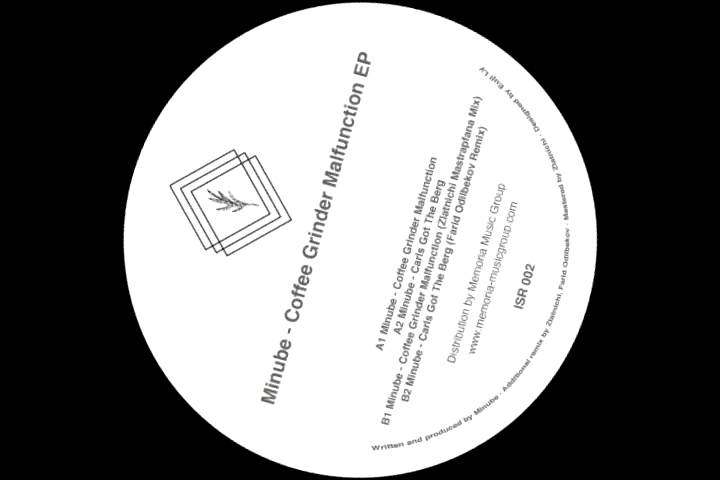 Minube - Coffee Grinder Malfunction EP
A1 Minube - Coffee Grinder Malfunction
A2 Minube - Carls Got The Berg
B1 Minube - Coffee Grinder Malfunction (Zlatnichi Mastrapfana Mix)
B2 Minube - Carls Got The Berg (Farid Odilbekov Remix)
Distribution by Memoria Music Group
www.memoria-musicgroup.com
ISR 002
Written and produced by Minube - Additional remix by Zlatnichi, Farid Odilbekov - Mastered by Zlatnichi - Designed by